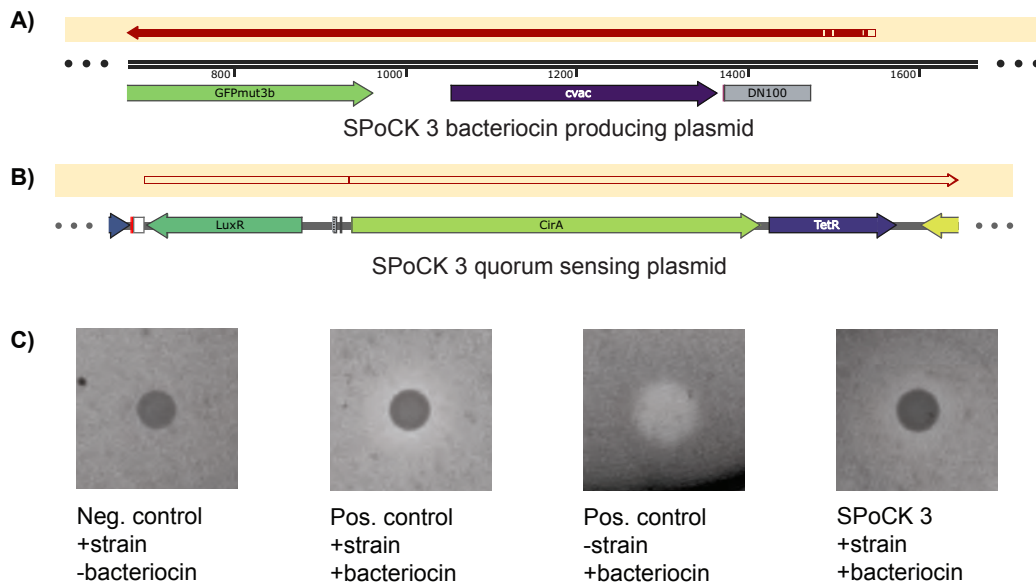 A)
800
1000
1200
1400
1600
GFPmut3b
cvac
DN100
SPoCK 3 bacteriocin producing plasmid
B)
LuxR
CirA
TetR
SPoCK 3 quorum sensing plasmid
C)
Neg. control
+strain
-bacteriocin
Pos. control
+strain
+bacteriocin
Pos. control
-strain
+bacteriocin
SPoCK 3
+strain
+bacteriocin